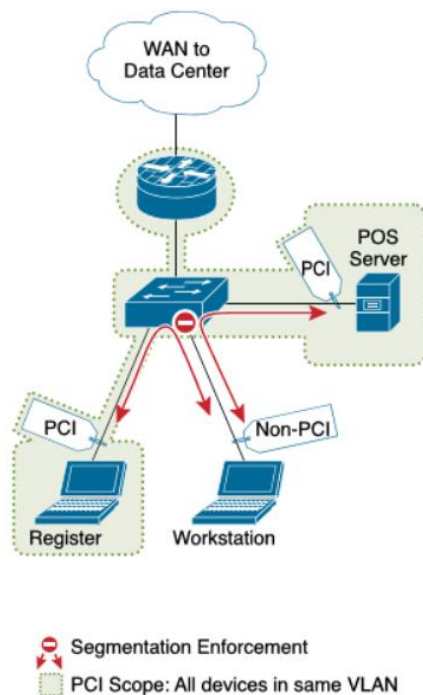 WAN to
Data Center
PCI
POS
Server
PCI
Non-PCI
Register
Workstation
Segmentation Enforcement
PCI Scope: All devices in same VLAN